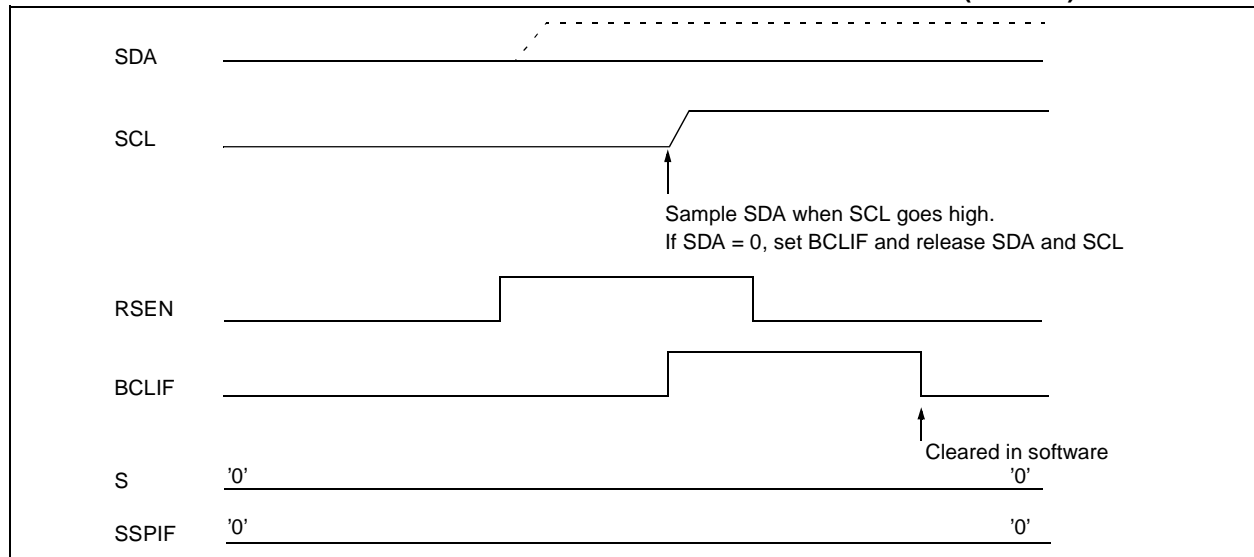 SDA
SCL
Sample SDA when SCL goes high.
If SDA = 0, set BCLIF and release SDA and SCL
RSEN
BCLIF
Cleared in software
S '0' '0'
SSPIF '0' '0'